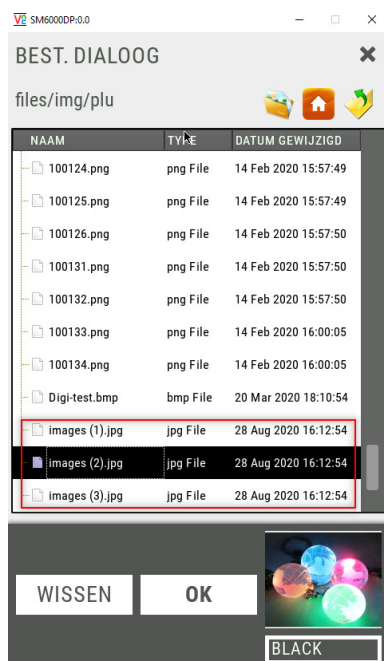 SM6000DP:0.0
BEST. DIALOOG
files/img/plu
NAAM TYPE DATUM GEWIJZIGD
100124.png png File 14 Feb 2020 15:57:49
100125.png png File 14 Feb 2020 15:57:49
100126.png png File 14 Feb 2020 15:57:50
100131.png png File 14 Feb 2020 15:57:50
100132.png png File 14 Feb 2020 15:57:50
100133.png png File 14 Feb 2020 16:00:05
100134.png png File 14 Feb 2020 16:00:05
Digi-test.bmp bmp File 20 Mar 2020 18:10:54
images (1).jpg jpg File 28 Aug 2020 16:12:54
images (2).jpg jpg File 28 Aug 2020 16:12:54
images (3).jpg jpg File 28 Aug 2020 16:12:54
WISSEN OK
BLACK